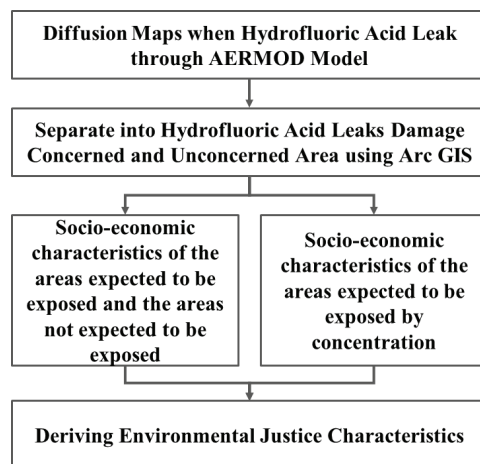 Diffusion Maps when Hydrofluoric Acid Leak
through AERMOD Model
Separate into Hydrofluoric Acid Leaks Damage
Concerned and Unconcerned Area using Arc GIS
Socio-economic
characteristics of the
areas expected to be
exposed and the areas
not expected to be
exposed
Socio-economic
characteristics of the
areas expected to be
exposed by
concentration
Deriving Environmental Justice Characteristics